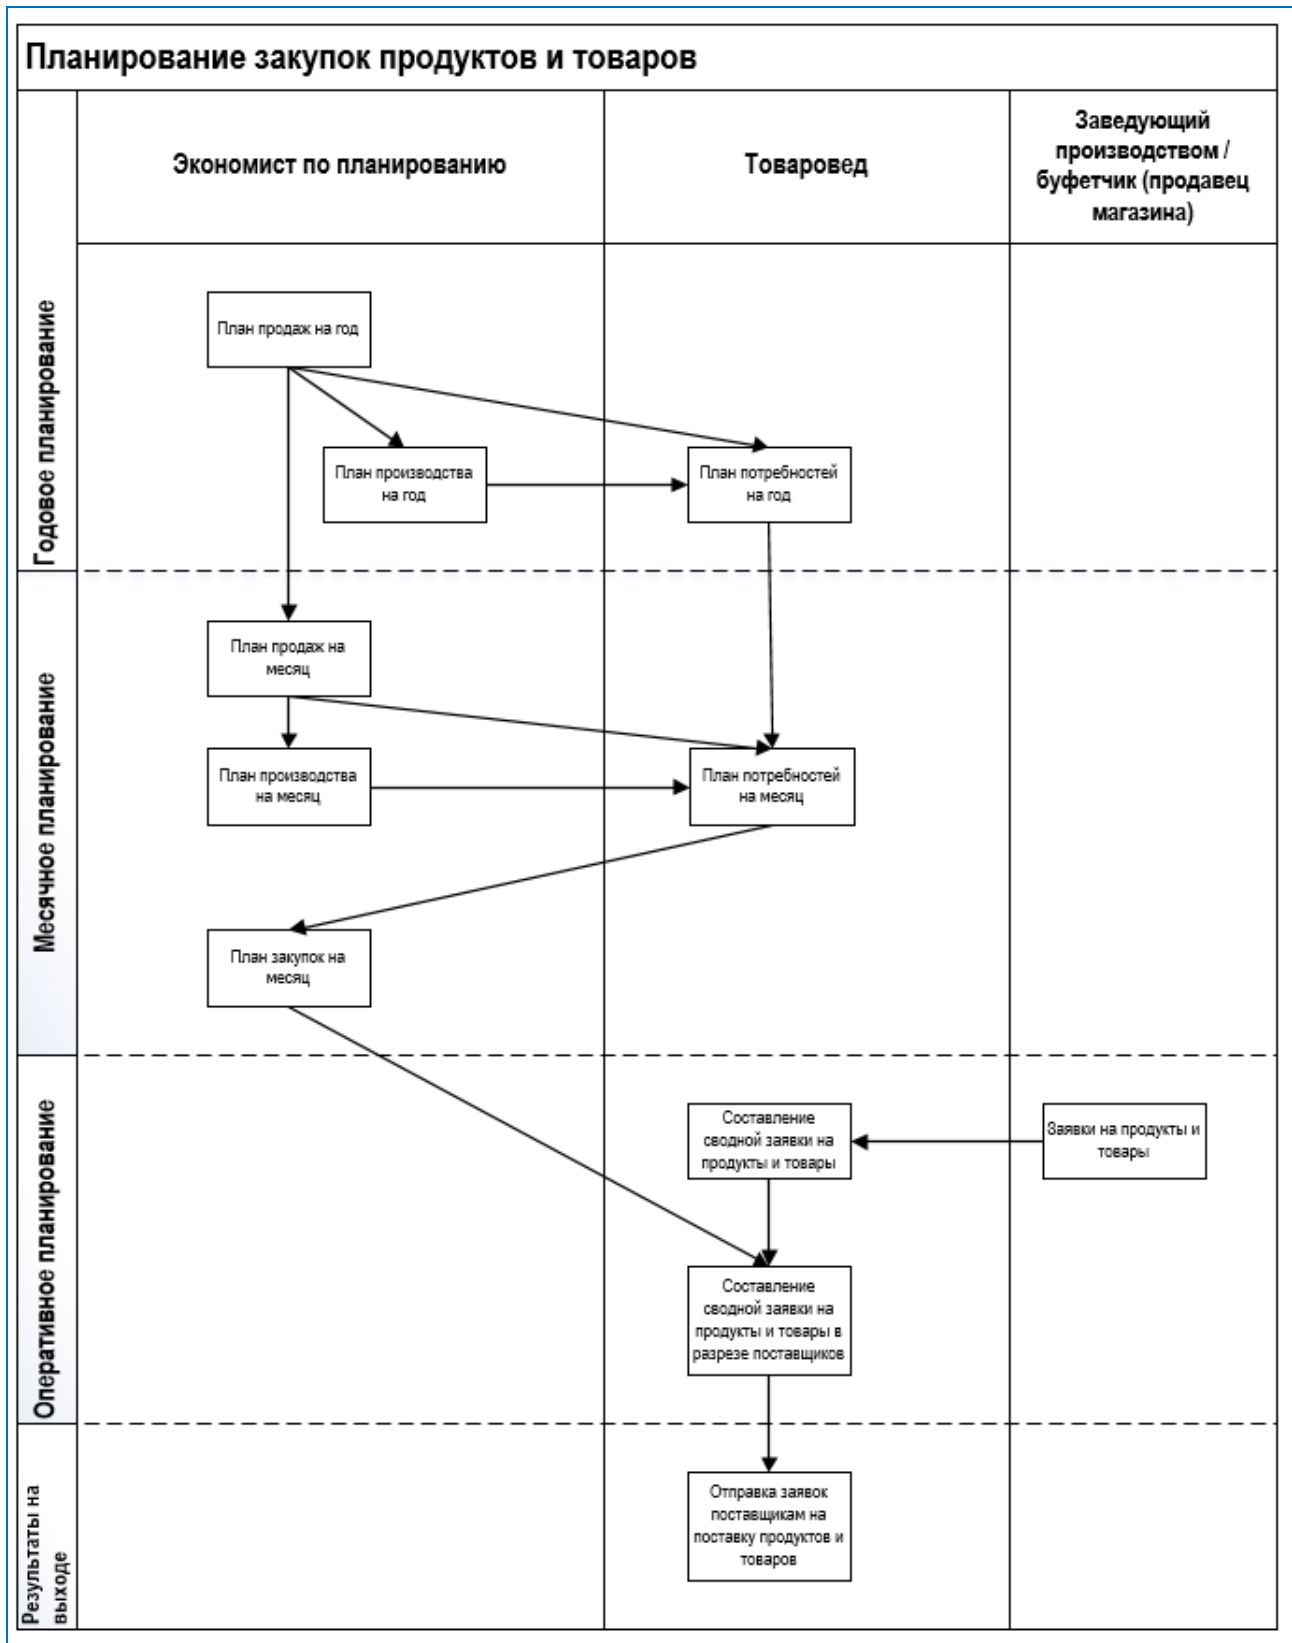 Планирование закупок продуктов и товаров
Экономист по планированию
Товаровед
Заведующий
производством /
буфетчик (продавец
магазина)
Годовое планирование
План продаж на год
План производства
на год
План потребностей
на год
Месячное планирование
План продаж на
месяц
План производства
на месяц
План потребностей
на месяц
План закупок на
месяц
Оперативное планирование
Составление
сводной заявки на
продукты и товары
Заявки на продукты и
товары
Составление
сводной заявки на
продукты и товары в
разрезе поставщиков
Результаты на
выходе
Отправка заявок
поставщикам на
поставку продуктов и
товаров